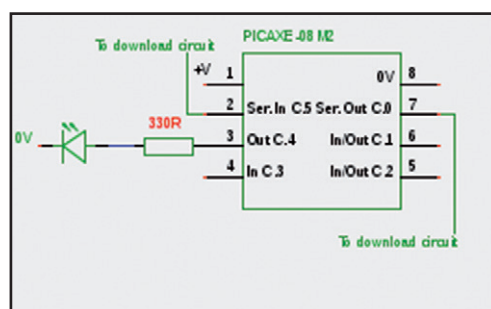 PICAXE-08 M2
To download circuit
+V 1 0V 8
2 Ser.In C.5 Ser.Out C.0 7
330R
0V 3 Out C.4 In/Out C.1 6
4 In C.3 In/Out C.2 5
To download circuit